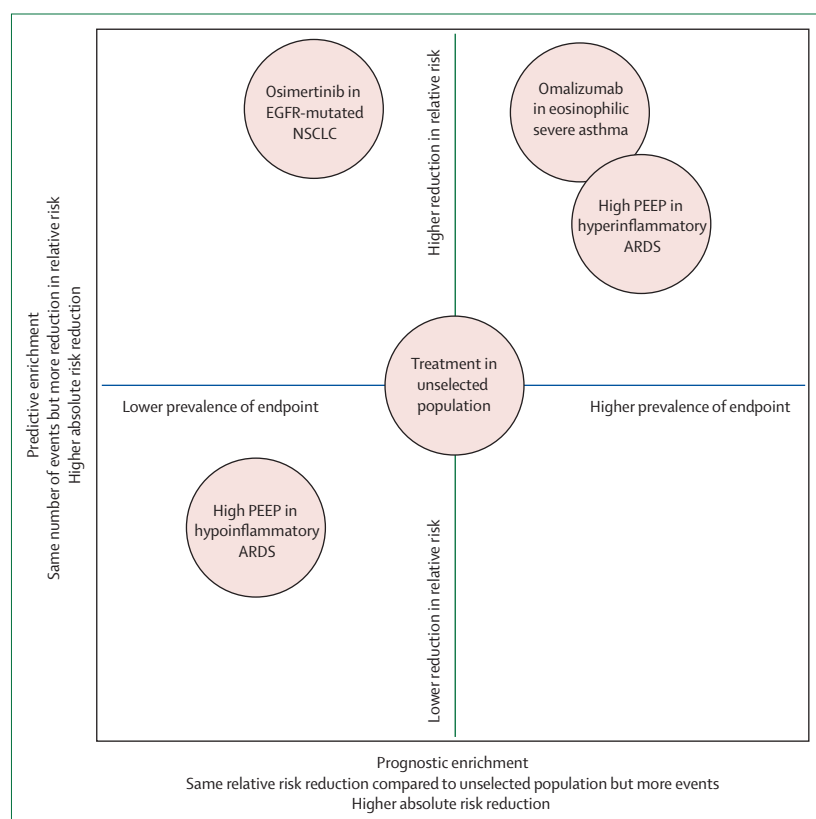 Osimertinib in
EGFR-mutated
NSCLC
Higher reduction in relative risk
Omalizumab
in eosinophilic
severe asthma
High PEEP in
hyperinflammatory
ARDS
Predictive enrichment
Same number of events but more reduction in relative risk
Higher absolute risk reduction
Treatment in
unselected
population
Lower prevalence of endpoint
Higher prevalence of endpoint
High PEEP in
hypoinflammatory
ARDS
Lower reduction in relative risk
Prognostic enrichment
Same relative risk reduction compared to unselected population but more events
Higher absolute risk reduction